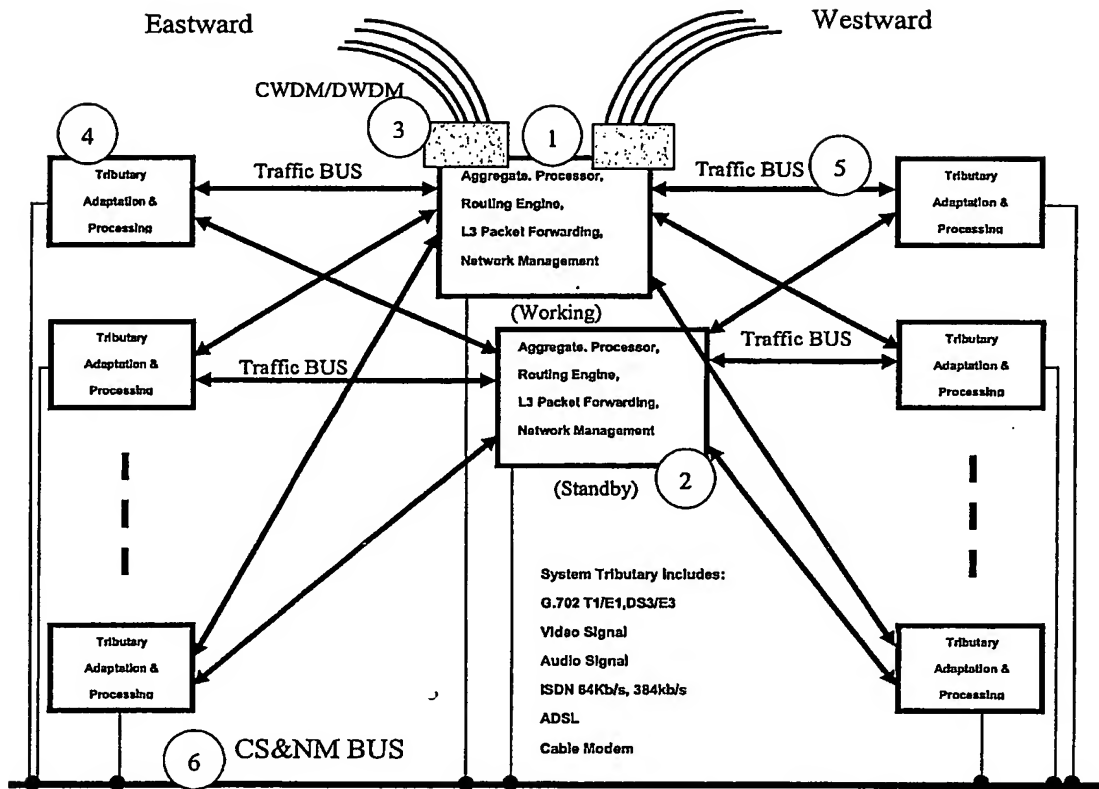 Eastward
Westward
CWDM/DWDM
3
1
4
5
Tributary
Adaptation &
Processing
Traffic BUS
Aggregate. Processor,
Routing Engine,
L3 Packet Forwarding,
Network Management
Traffic BUS
Tributary
Adaptation &
Processing
(Working)
Tributary
Adaptation &
Processing
Traffic BUS
Aggregate. Processor,
Routing Engine,
L3 Packet Forwarding,
Network Management
Traffic BUS
Tributary
Adaptation &
Processing
2
(Standby)
System Tributary Includes:
G.702 T1/E1,DS3/E3
Video Signal
Audio Signal
ISDN 64Kb/s, 384kb/s
ADSL
Cable Modem
Tributary
Adaptation &
Processing
Tributary
Adaptation &
Processing
6
CS&NM BUS